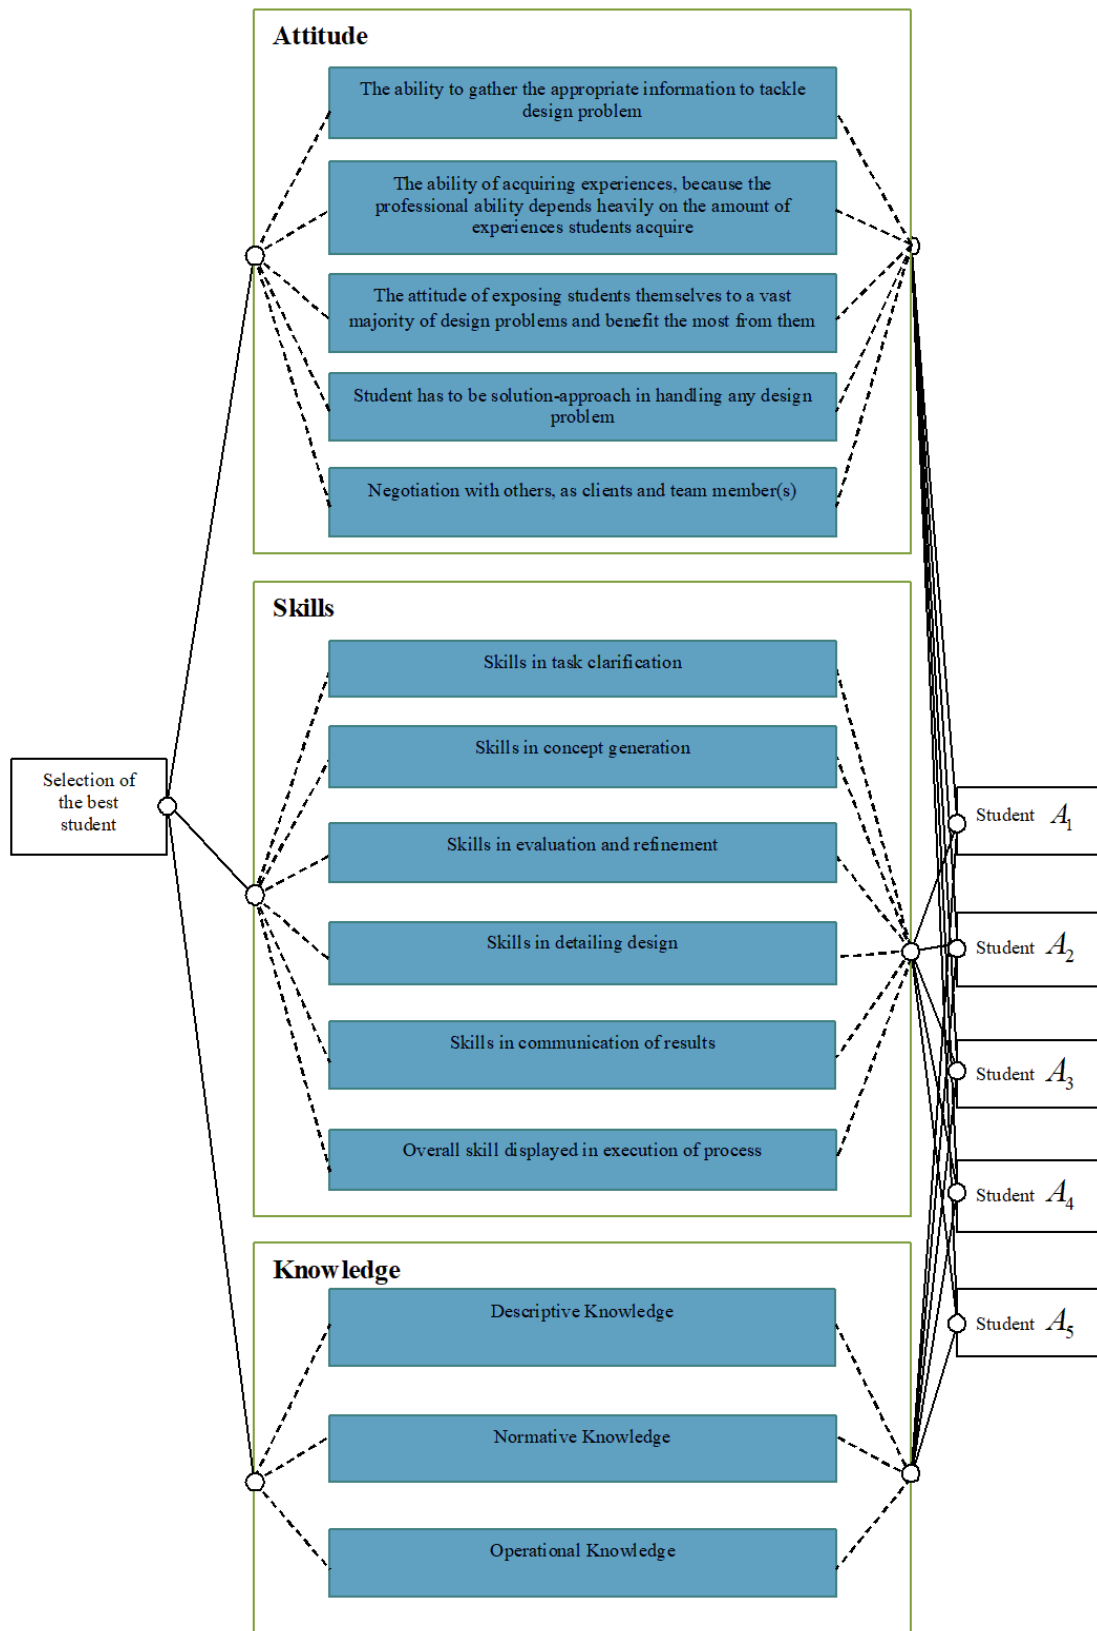 Attitude
The ability to gather the appropriate information to tackle
design problem
The ability of acquiring experiences, because the
professional ability depends heavily on the amount of
experiences students acquire
The attitude of exposing students themselves to a vast
majority of design problems and benefit the most from them
Student has to be solution-approach in handling any design
problem
Negotiation with others, as clients and team member(s)
Skills
Skills in task clarification
Skills in concept generation
Skills in evaluation and refinement
Skills in detailing design
Skills in communication of results
Overall skill displayed in execution of process
Selection of
the best
student
Student A₁
Student A₂
Student A₃
Student A₄
Student A₅
Knowledge
Descriptive Knowledge
Normative Knowledge
Operational Knowledge